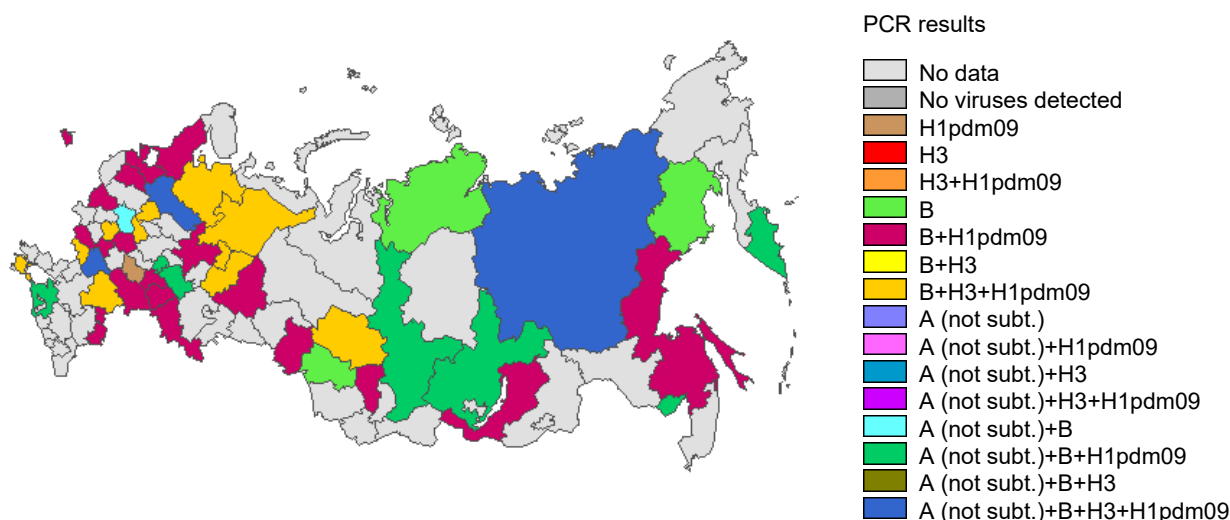 PCR results
No data
No viruses detected
H1pdm09
H3
H3+H1pdm09
B
B+H1pdm09
B+H3
B+H3+H1pdm09
A (not subt.)
A (not subt.)+H1pdm09
A (not subt.)+H3
A (not subt.)+H3+H1pdm09
A (not subt.)+B
A (not subt.)+B+H1pdm09
A (not subt.)+B+H3
A (not subt.)+B+H3+H1pdm09